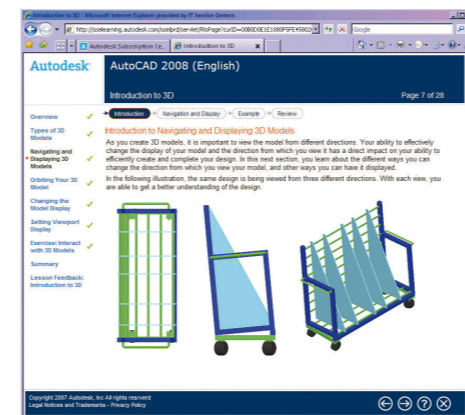 Introduction to 3D - Microsoft Internet Explorer provided by IT Service Centers
Google
Autodesk Subscription Ce...
Introduction to 3D
Autodesk
AutoCAD 2008 (English)
Introduction to 3D
Page 7 of 28
Overview
Types of 3D
Models
Navigating and
Displaying 3D
Models
Orbiting Your 3D
Model
Changing the
Model Display
Setting Viewport
Display
Exercise: Interact
with 3D Models
Summary
Lesson Feedback:
Introduction to 3D
Introduction
Navigation and Display
Example
Review
Introduction to Navigating and Displaying 3D Models
As you create 3D models, it is important to view the model from different directions. Your ability to effectively
change the display of your model and the direction from which you view it has a direct impact on your ability to
efficiently create and complete your design. In this next section, you learn about the different ways you can
change the direction in which you view your model, and other ways you can have it displayed.
In the following illustration, the same design is being viewed from three different directions. With each view, you
are able to get a better understanding of the design.
Copyright 2007 Autodesk, Inc All rights reserverd
Legal Notices and Trademarks - Privacy Policy